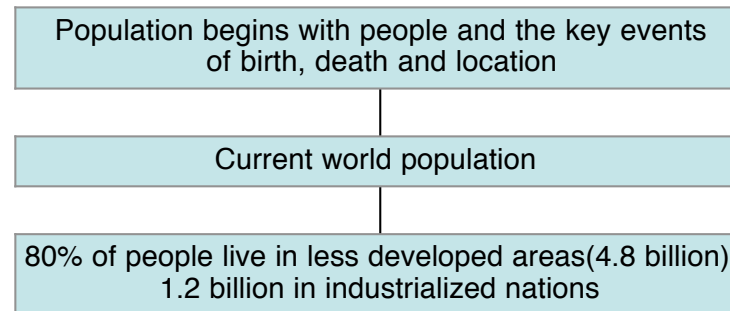 Population begins with people and the key events
of birth, death and location
Current world population
80% of people live in less developed areas(4.8 billion)
1.2 billion in industrialized nations